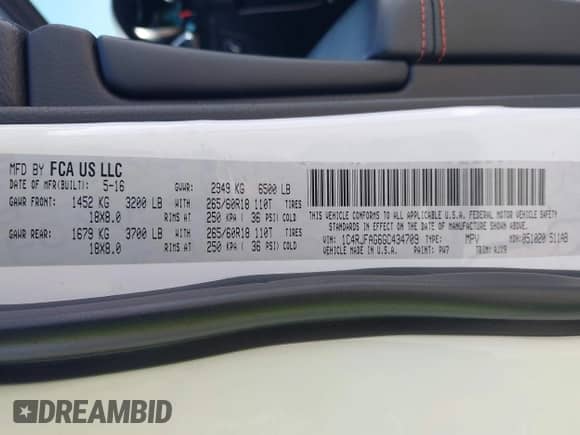 MFD BY FCA US LLC
DATE OF MFR(BUILT): 5-16 GVWR: 2949 KG 6500 LB
GAWR FRONT: 1452 KG 3200 LB WITH 265/60R18 110T TIRES
18X8.0 RIMS AT 250 KPA ( 36 PSI) COLD
GAWR REAR: 1679 KG 3700 LB WITH 265/60R18 110T TIRES
18X8.0 RIMS AT 250 KPA ( 36 PSI) COLD
THIS VEHICLE CONFORMS TO ALL APPLICABLE U.S.A. FEDERAL MOTOR VEHICLE SAFETY
STANDARDS IN EFFECT ON THE DATE OF MANUFACTURE SHOWN ABOVE.
VIN: 1C4RJFAG6GC434709 TYPE: MPV MDH: 051020 511AB
VEHICLE MADE IN U.S.A. PAINT: PW7 TRIM:
DREAMBID